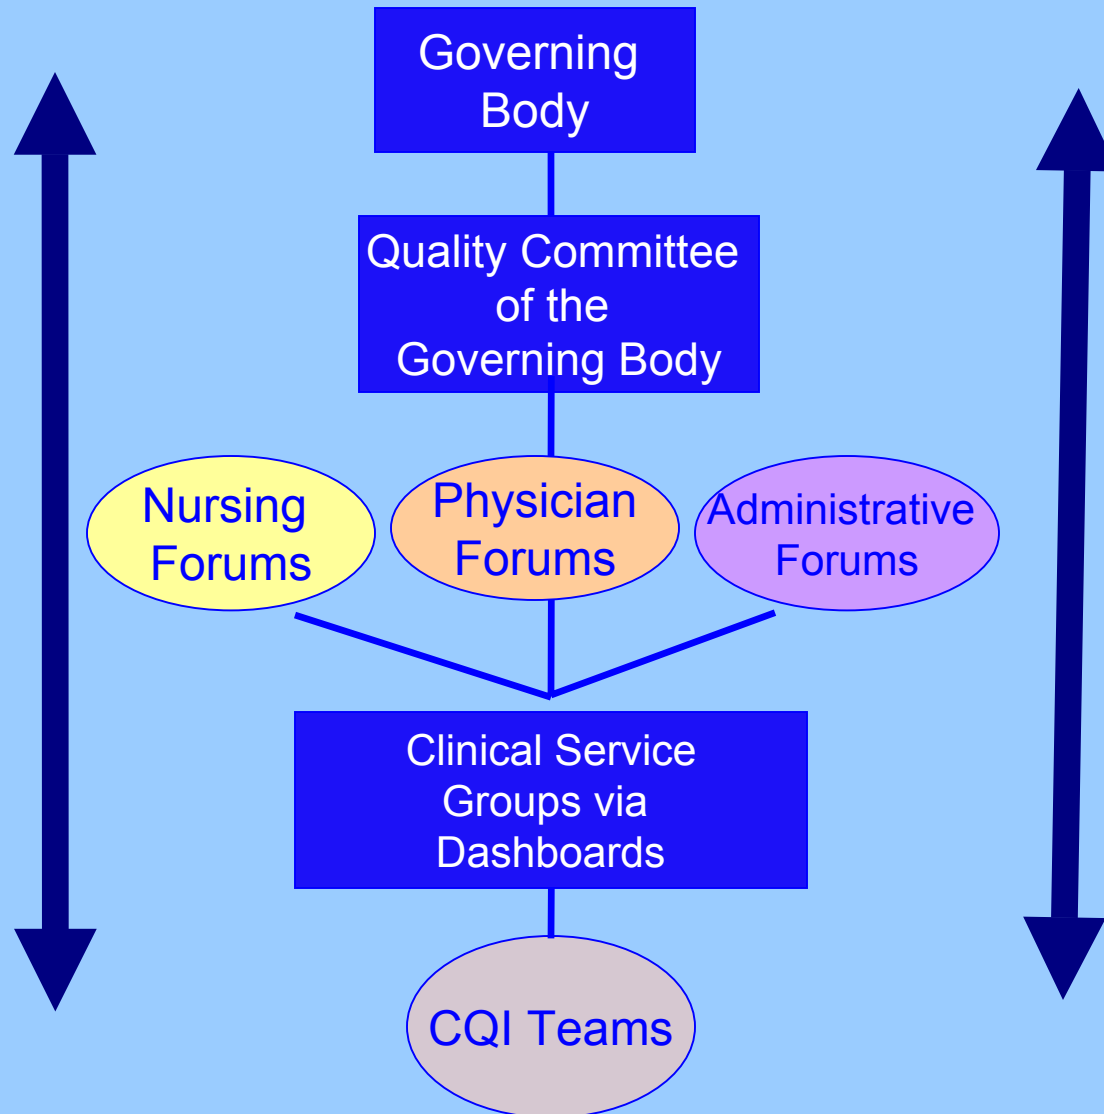 Governing
Body
Quality Committee
of the
Governing Body
Nursing
Forums
Physician
Forums
Administrative
Forums
Clinical Service
Groups via
Dashboards
CQI Teams